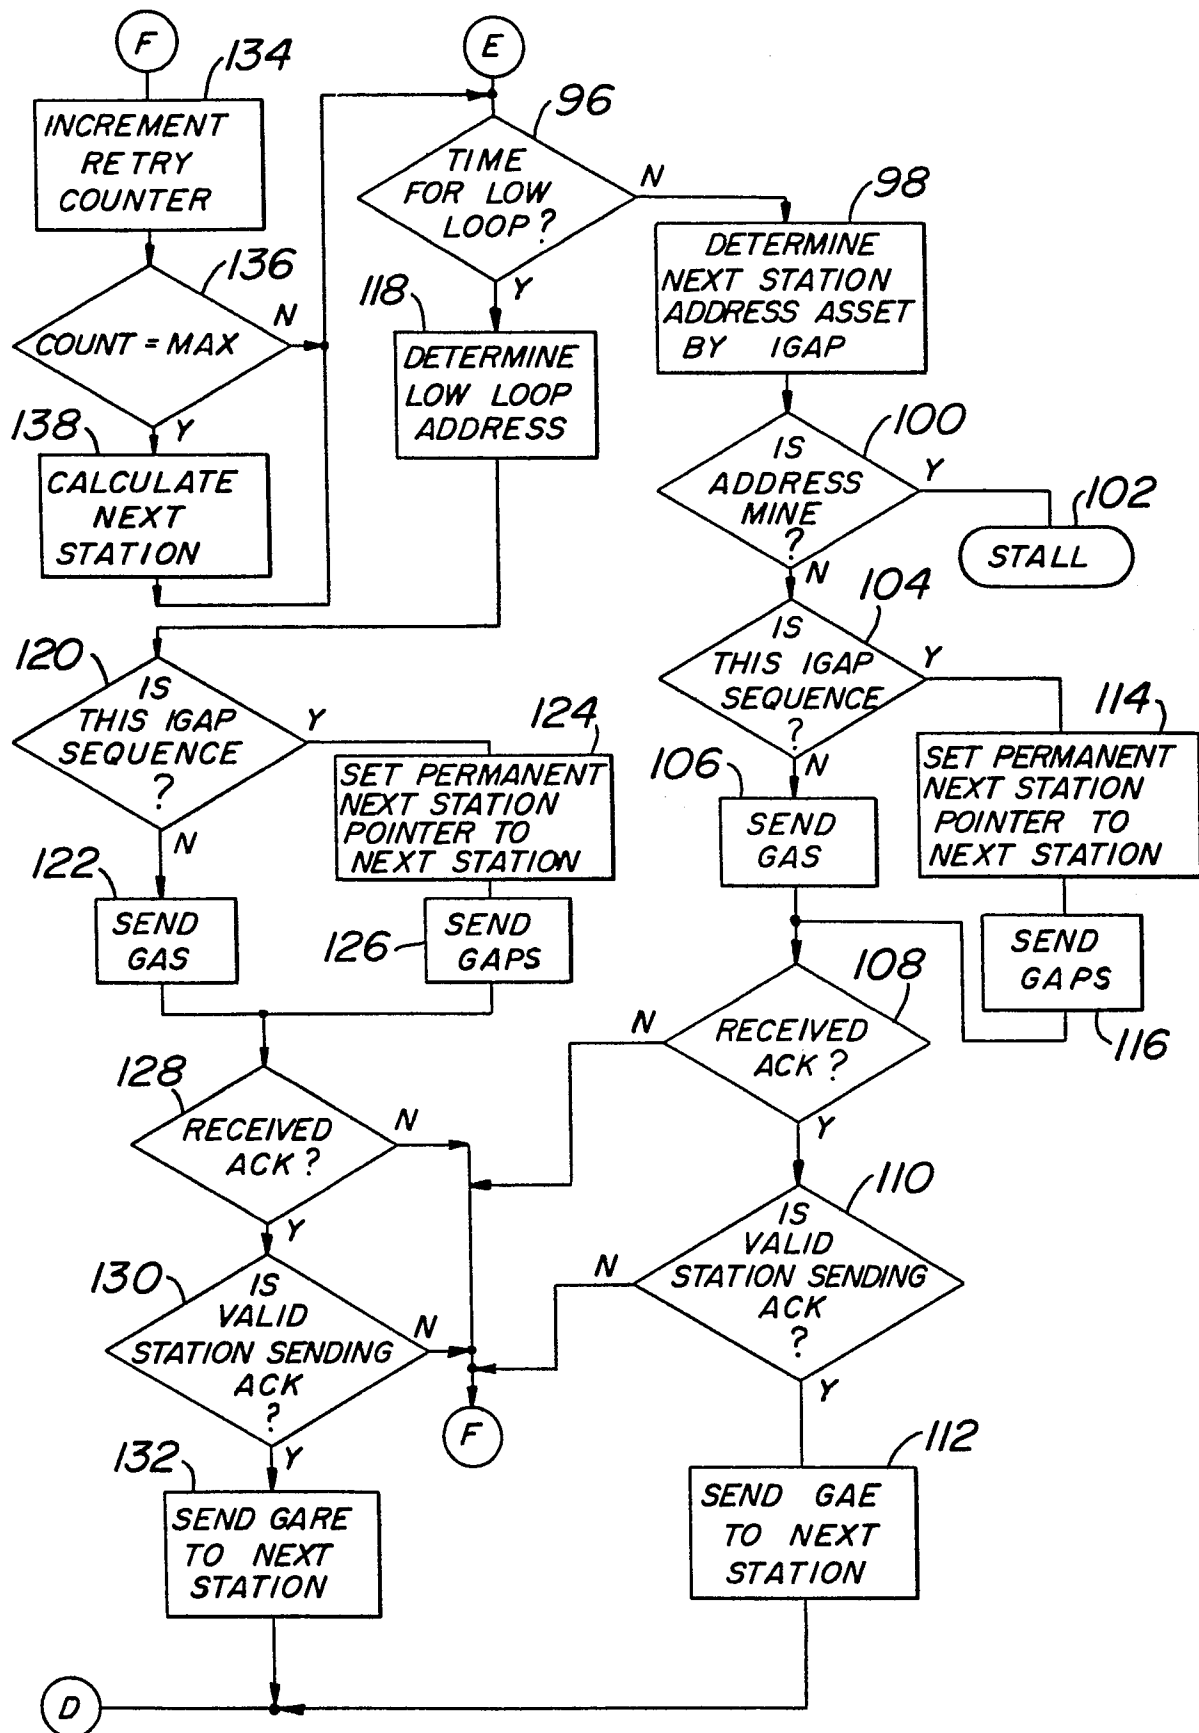 F
134
INCREMENT
RETRY
COUNTER
136
COUNT = MAX
N
Y
138
CALCULATE
NEXT
STATION
E
96
TIME
FOR LOW
LOOP?
N
Y
118
DETERMINE
LOW LOOP
ADDRESS
98
DETERMINE
NEXT STATION
ADDRESS ASSET
BY IGAP
100
IS
ADDRESS
MINE
?
Y
N
102
STALL
104
IS
THIS IGAP
SEQUENCE
?
Y
N
114
SET PERMANENT
NEXT STATION
POINTER TO
NEXT STATION
106
SEND
GAS
SEND
GAPS
116
120
IS
THIS IGAP
SEQUENCE
?
Y
N
124
SET PERMANENT
NEXT STATION
POINTER TO
NEXT STATION
122
SEND
GAS
126
SEND
GAPS
108
RECEIVED
ACK?
N
Y
128
RECEIVED
ACK?
N
Y
110
IS
VALID
STATION SENDING
ACK
?
N
Y
130
IS
VALID
STATION SENDING
ACK
?
N
Y
F
132
SEND GARE
TO NEXT
STATION
112
SEND GAE
TO NEXT
STATION
D